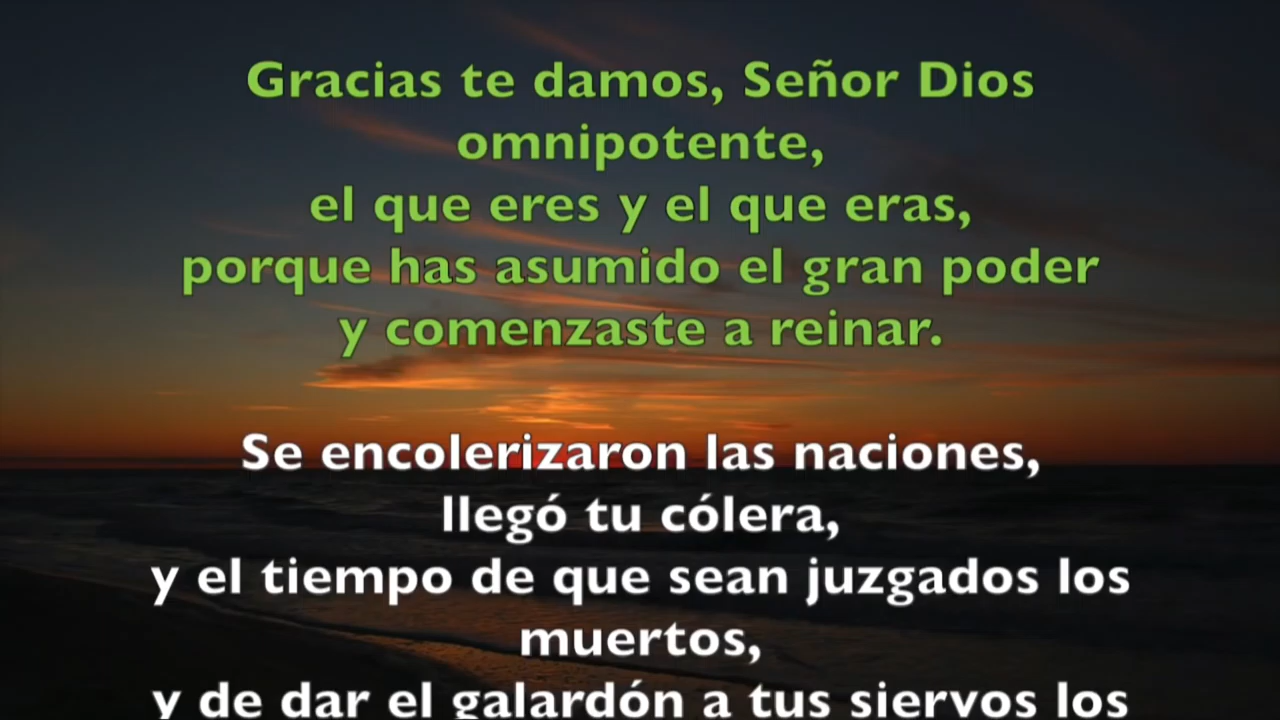 Gracias te damos, Señor Dios
omnipotente,
el que eres y el que eras,
porque has asumido el gran poder
y comenzaste a reinar.
Se encolerizaron las naciones,
llegó tu cólera,
y el tiempo de que sean juzgados los
muertos,
y de dar el galardón a tus siervos los